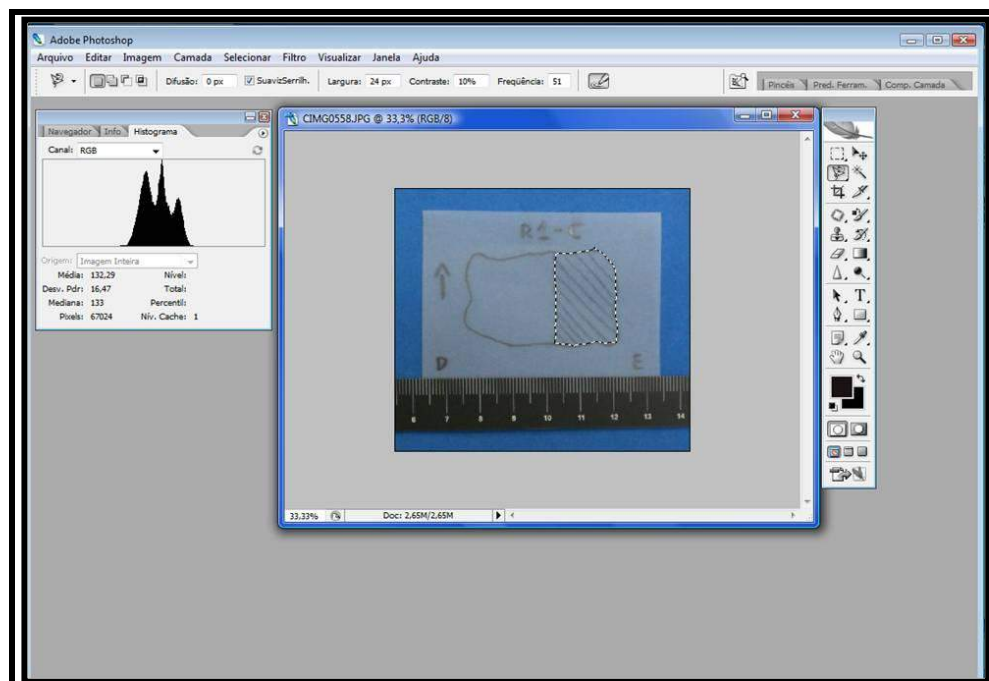 Adobe Photoshop
Arquivo Editar Imagem Camada Selecionar Filtro Visualizar Janela Ajuda
Difusão: 0 px SuavizSerrilh. Largura: 24 px Contraste: 10% Freqüência: 51
Pincéis Pred. Ferram. Comp. Camada
Navegador Info Histograma
Canal: RGB
Origem: Imagem Inteira
Média: 132,29 Nível:
Desv. Pdr: 16,47 Total:
Mediana: 133 Percentil:
Pixels: 67024 Nív. Cache: 1
CIMG0558.JPG @ 33,3% (RGB/8)
D E
6 7 8 9 10 11 12 13 14
33,33% Doc: 2,65M/2,65M
T